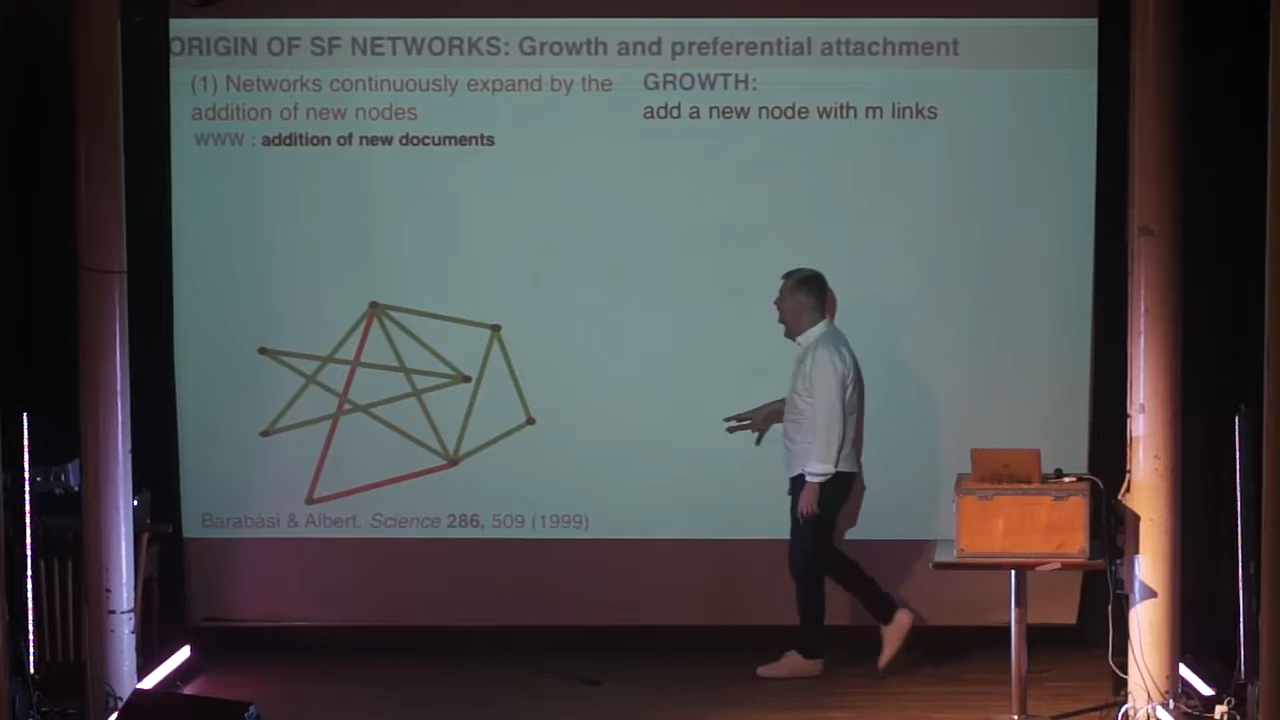 ORIGIN OF SF NETWORKS: Growth and preferential attachment
(1) Networks continuously expand by the
addition of new nodes
WWW : addition of new documents
GROWTH:
add a new node with m links
Barabási & Albert, Science 286, 509 (1999)